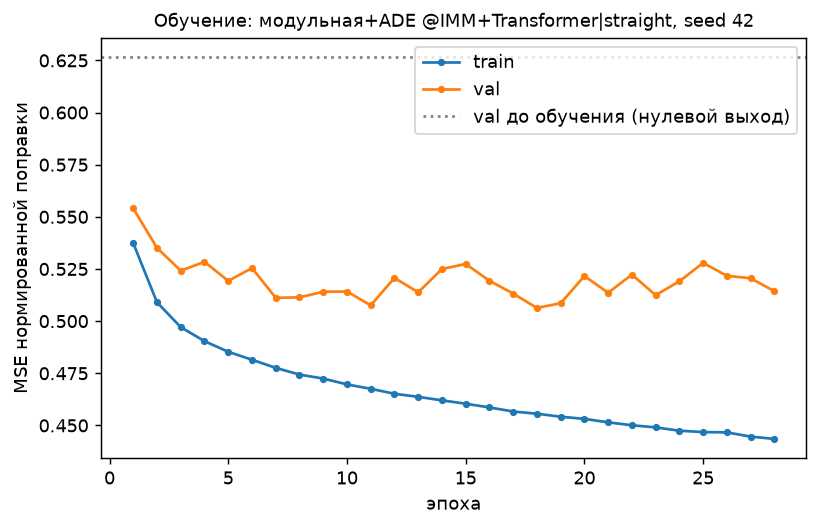 Обучение: модульная+ADE @IMM+Transformer|straight, seed 42
MSE нормированной поправки
0.625
0.600
0.575
0.550
0.525
0.500
0.475
0.450
train
val
val до обучения (нулевой выход)
0
5
10
15
20
25
эпоха